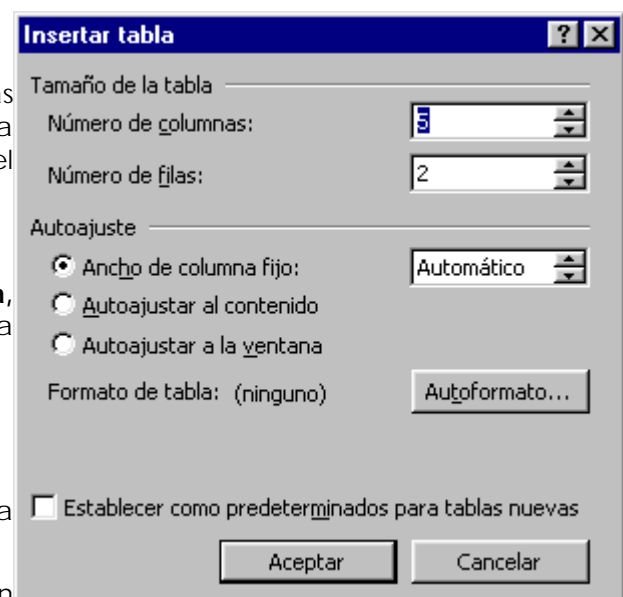 Insertar tabla
as
Tamaño de la tabla
a
Número de columnas: 5
el
Número de filas: 2
Autoajuste
Ancho de columna fijo: Automático
a,
Autoajustar al contenido
a
Autoajustar a la ventana
Formato de tabla: (ninguno) Autoformato...
a
Establecer como predeterminados para tablas nuevas
Aceptar Cancelar